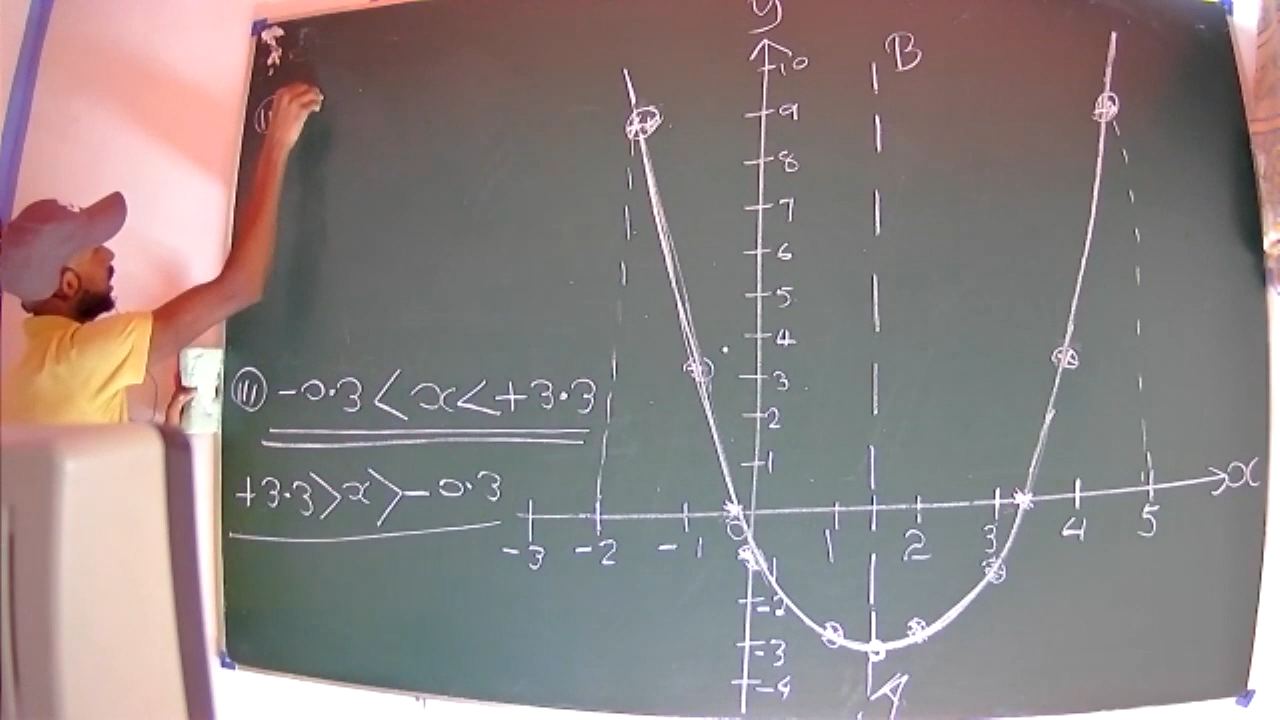 y
B
10
9
8
7
6
5
4
3
2
1
(III) -0.3 < x < +3.3
+3.3 > x > -0.3
x
-3 -2 -1 0 1 2 3 4 5
-2
-3
-4
A